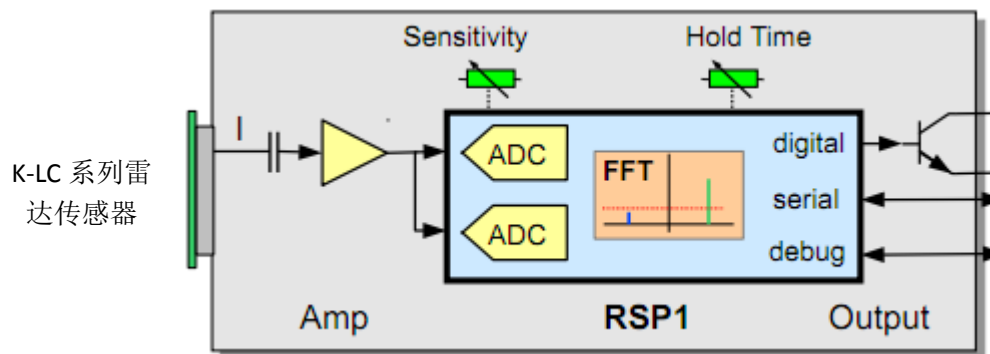 Sensitivity
Hold Time
I
K-LC 系列雷
达传感器
ADC
FFT
digital
ADC
serial
debug
Amp
RSP1
Output